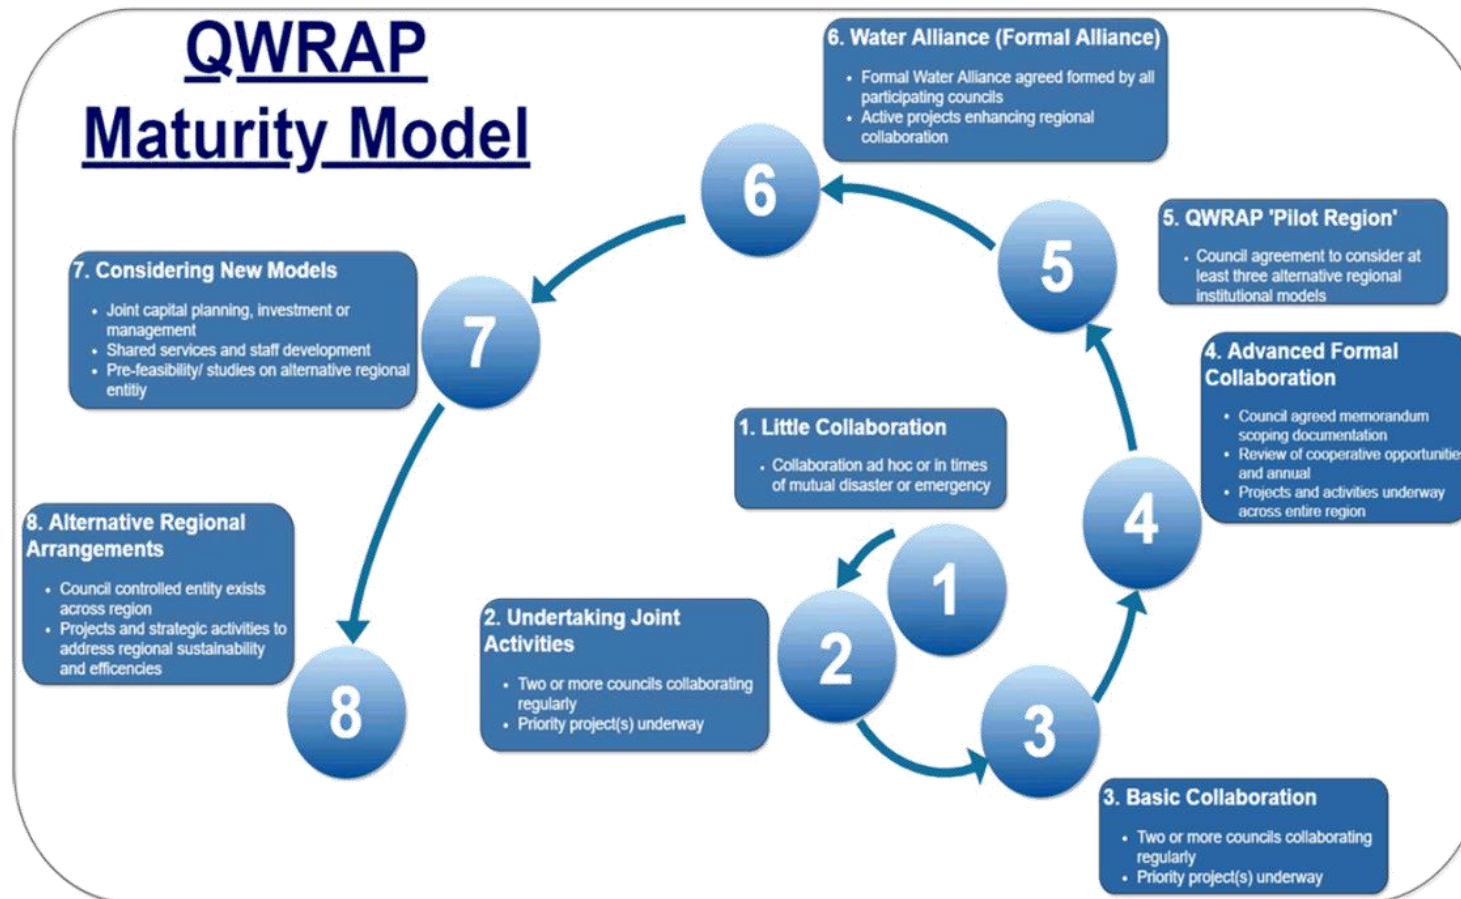 QWRAP
Maturity Model
6. Water Alliance (Formal Alliance)
• Formal Water Alliance agreed formed by all
participating councils
• Active projects enhancing regional
collaboration
6
5. QWRAP 'Pilot Region'
• Council agreement to consider at
least three alternative regional
institutional models
5
7. Considering New Models
• Joint capital planning, investment or
management
• Shared services and staff development
• Pre-feasibility/ studies on alternative regional
entitiy
7
4. Advanced Formal
Collaboration
• Council agreed memorandum
scoping documentation
• Review of cooperative opportunities
and annual
• Projects and activities underway
across entire region
4
1. Little Collaboration
• Collaboration ad hoc or in times
of mutual disaster or emergency
1
8. Alternative Regional
Arrangements
• Council controlled entity exists
across region
• Projects and strategic activities to
address regional sustainability
and efficencies
8
2. Undertaking Joint
Activities
• Two or more councils collaborating
regularly
• Priority project(s) underway
2
3
3. Basic Collaboration
• Two or more councils collaborating
regularly
• Priority project(s) underway